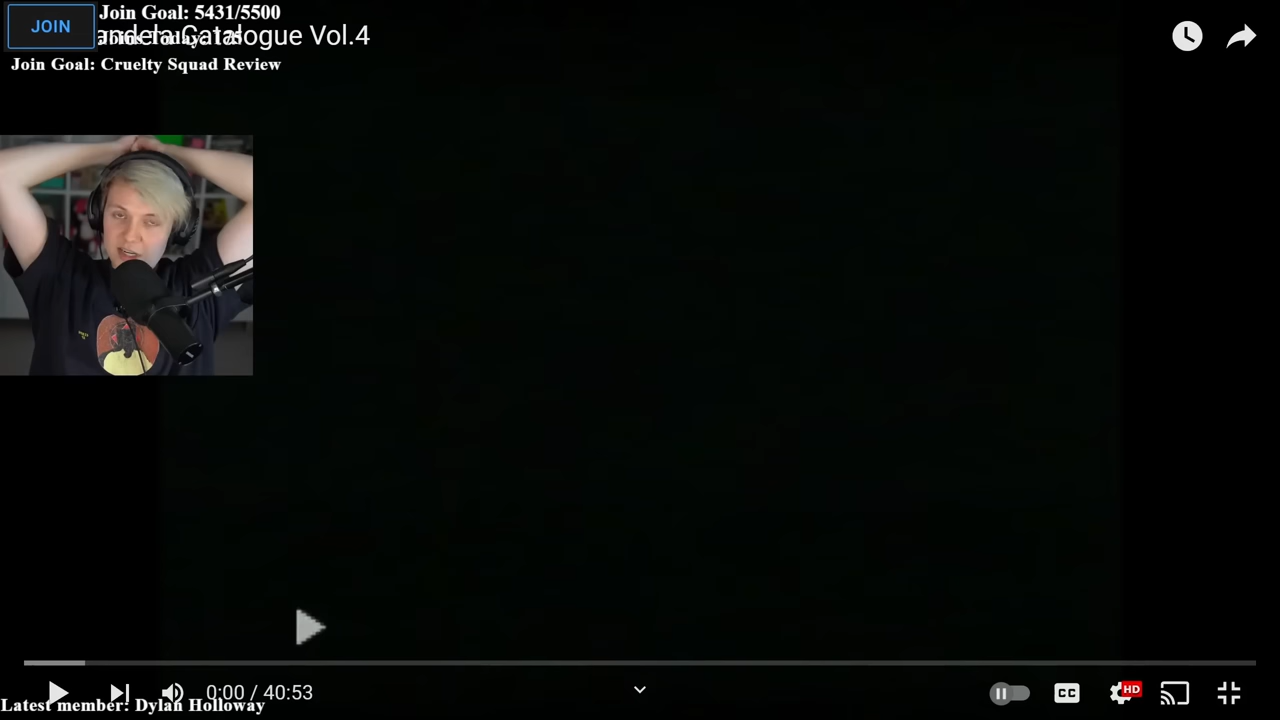 JOIN
Join Goal: 5431/5500
Catalogue Vol.4
Join Goal: Cruelty Squad Review
0:00 / 40:53
CC
HD
Latest member: Dylan Holloway